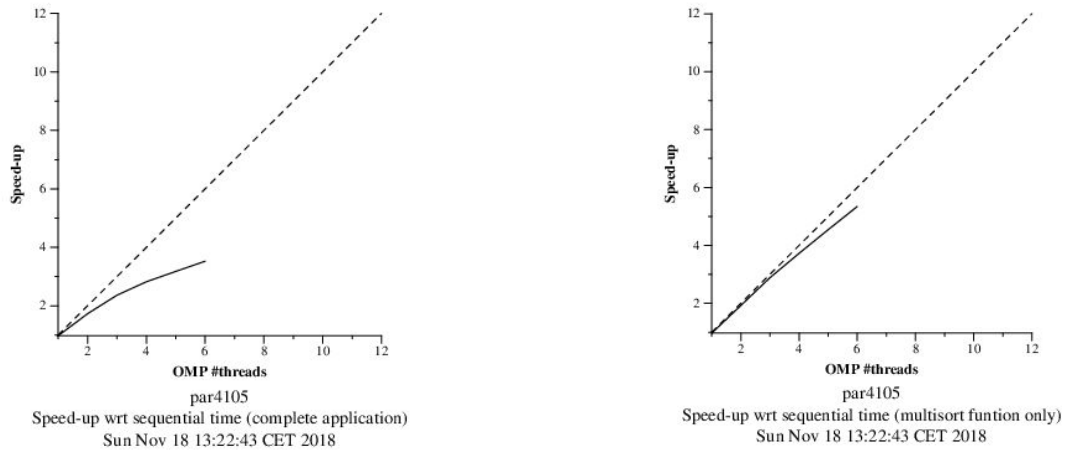 12
10
8
6
4
2
Speed-up
2 4 6 8 10 12
OMP #threads
par4105
Speed-up wrt sequential time (complete application)
Sun Nov 18 13:22:43 CET 2018
12
10
8
6
4
2
Speed-up
2 4 6 8 10 12
OMP #threads
par4105
Speed-up wrt sequential time (multisort funtion only)
Sun Nov 18 13:22:43 CET 2018